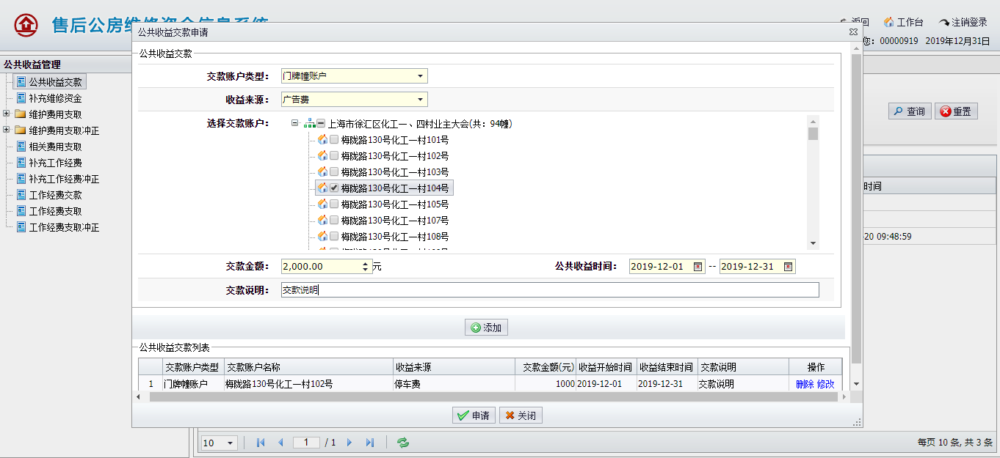 售后公房维修资金信息系统
返回 工作台 注销登录
您：00000919 2019年12月31日
公共收益管理
公共收益交款
补充维修资金
维护费用支取
维护费用支取冲正
相关费用支取
补充工作经费
补充工作经费冲正
工作经费交款
工作经费支取
工作经费支取冲正
公共收益交款申请
公共收益交款
交款账户类型： 门牌幢账户
收益来源： 广告费
选择交款账户： 上海市徐汇区化工一、四村业主大会(共：94幢)
梅陇路130号化工一村101号
梅陇路130号化工一村102号
梅陇路130号化工一村103号
梅陇路130号化工一村104号
梅陇路130号化工一村105号
梅陇路130号化工一村107号
梅陇路130号化工一村108号
交款金额： 2,000.00 元 公共收益时间： 2019-12-01 -- 2019-12-31
交款说明： 交款说明
添加
公共收益交款列表
交款账户类型 交款账户名称 收益来源 交款金额(元) 收益开始时间 收益结束时间 交款说明 操作
1 门牌幢账户 梅陇路130号化工一村102号 停车费 1000 2019-12-01 2019-12-31 交款说明 删除 修改
申请 关闭
查询 重置
时间
-20 09:48:59
10 1 / 1 每页 10 条, 共 3 条